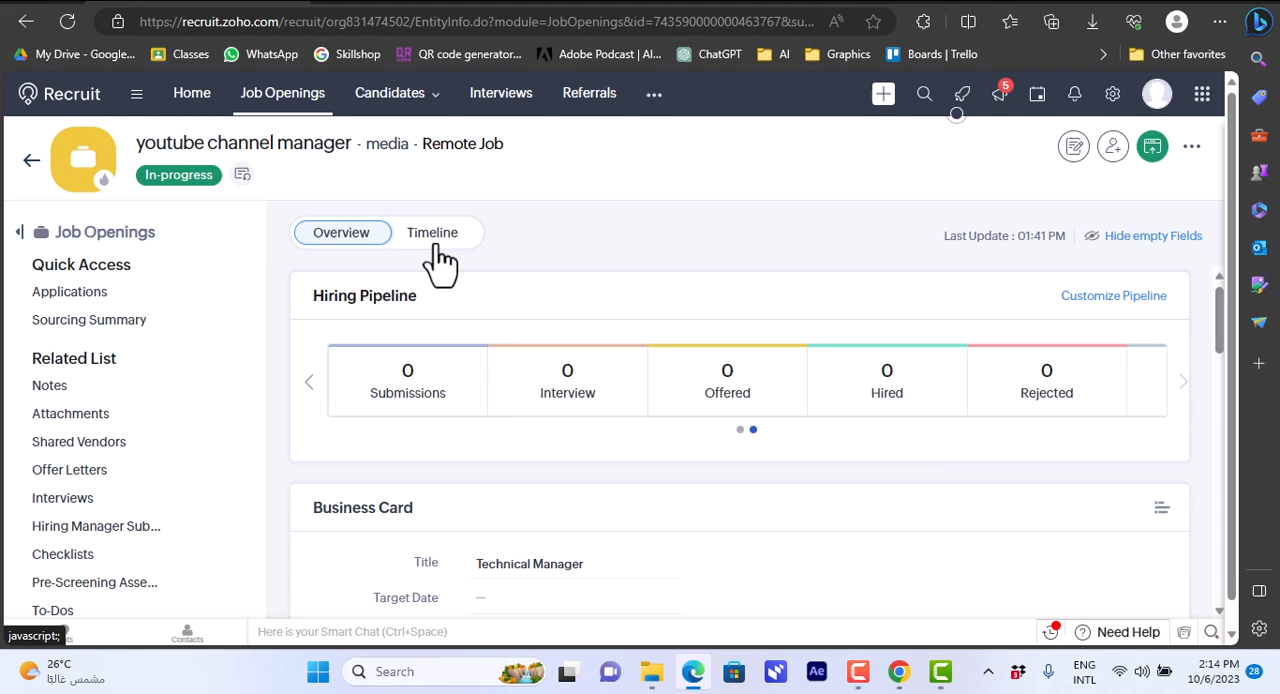 https://recruit.zoho.com/recruit/org831474502/EntityInfo.do?module=JobOpenings&id=743590000000463767&su...
My Drive - Google... Classes WhatsApp Skillshop QR code generator... Adobe Podcast | AI... ChatGPT AI Graphics Boards | Trello Other favorites
Recruit Home Job Openings Candidates Interviews Referrals ... 5
youtube channel manager - media - Remote Job
In-progress
Job Openings
Quick Access
Applications
Sourcing Summary
Related List
Notes
Attachments
Shared Vendors
Offer Letters
Interviews
Hiring Manager Sub...
Checklists
Pre-Screening Asse...
To-Dos
Overview Timeline
Last Update : 01:41 PM Hide empty Fields
Hiring Pipeline Customize Pipeline
0 0 0 0 0
Submissions Interview Offered Hired Rejected
Business Card
Title Technical Manager
Target Date —
javascript;
Contacts
Here is your Smart Chat (Ctrl+Space)
Need Help
26°C
مشمس غالبًا
Search
Ae
ENG
INTL
2:14 PM
10/6/2023
28